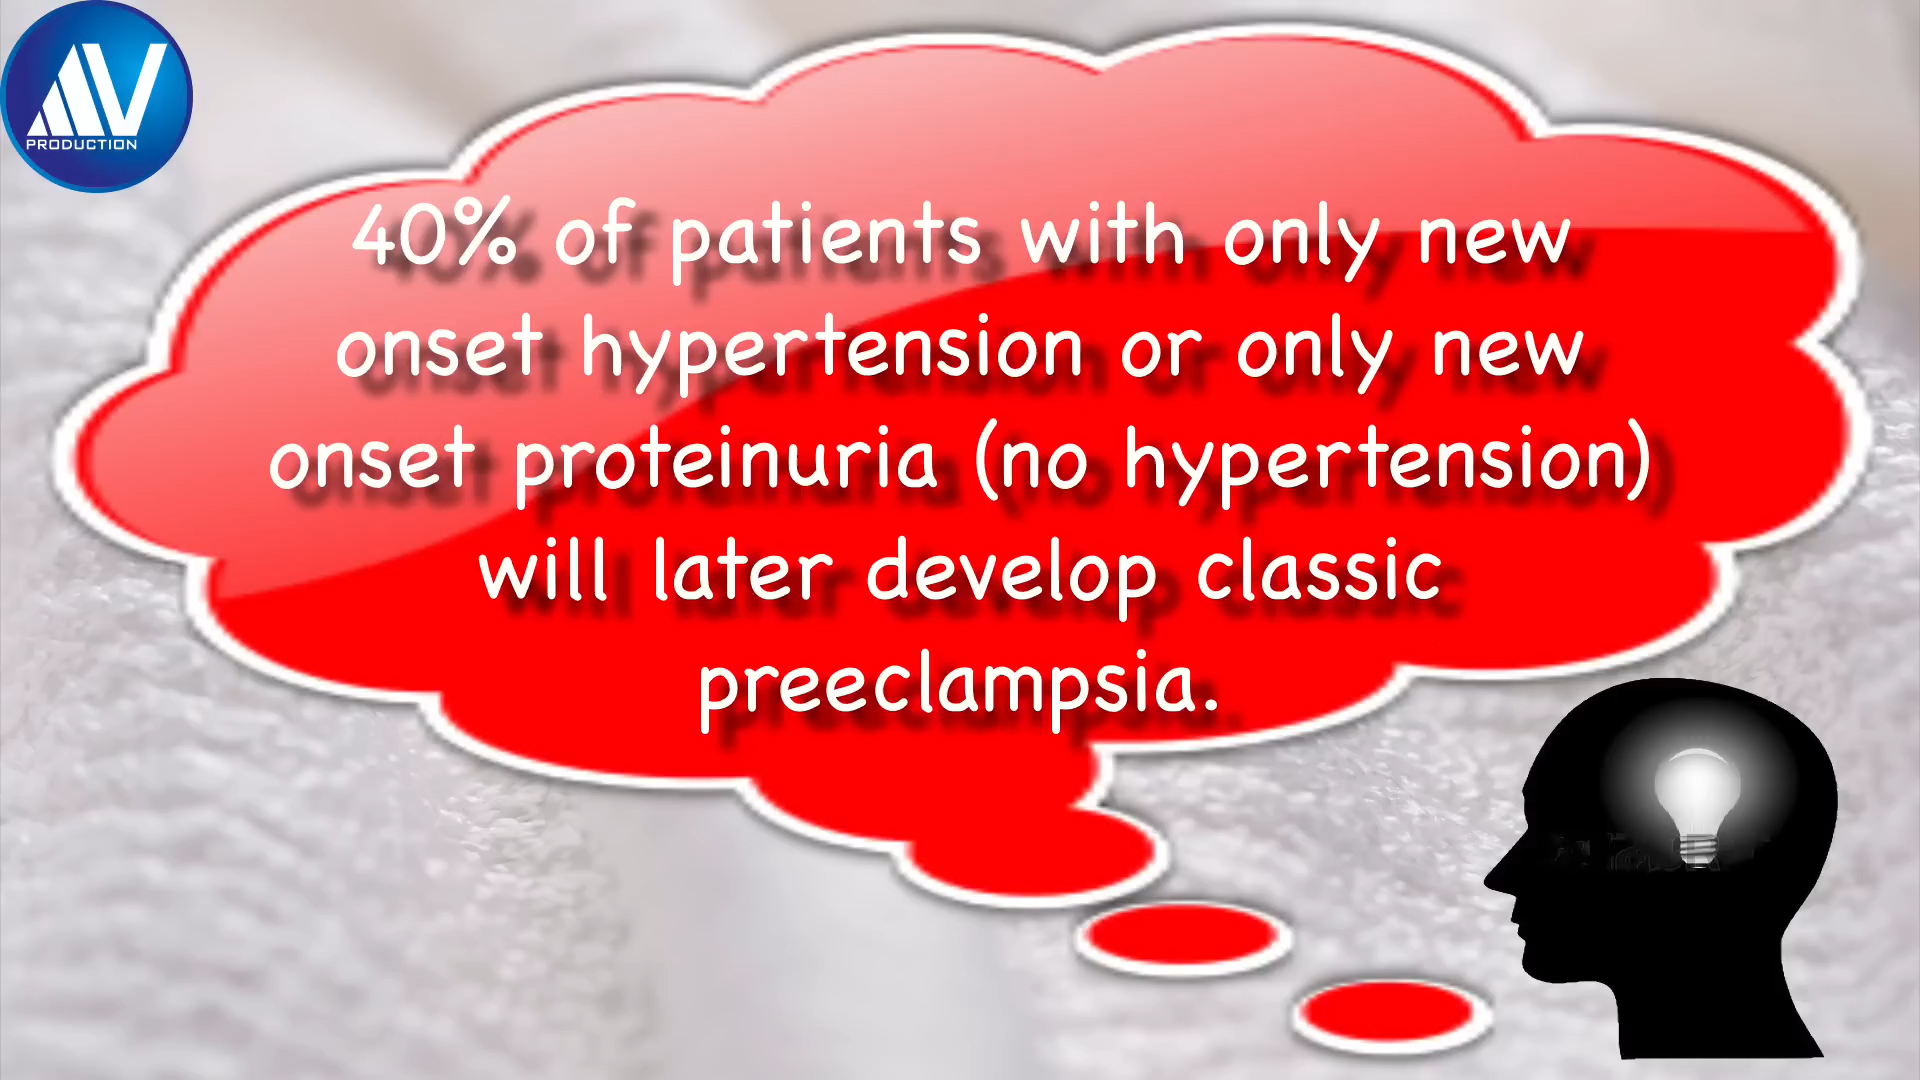 AV
PRODUCTION
40% of patients with only new
onset hypertension or only new
onset proteinuria (no hypertension)
will later develop classic
preeclampsia.